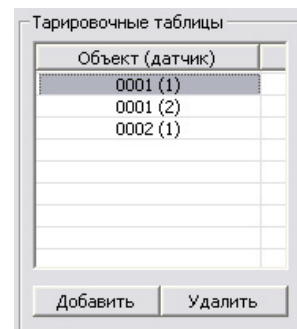 Тарировочные таблицы
Объект (датчик)
0001 (1)
0001 (2)
0002 (1)
Добавить Удалить